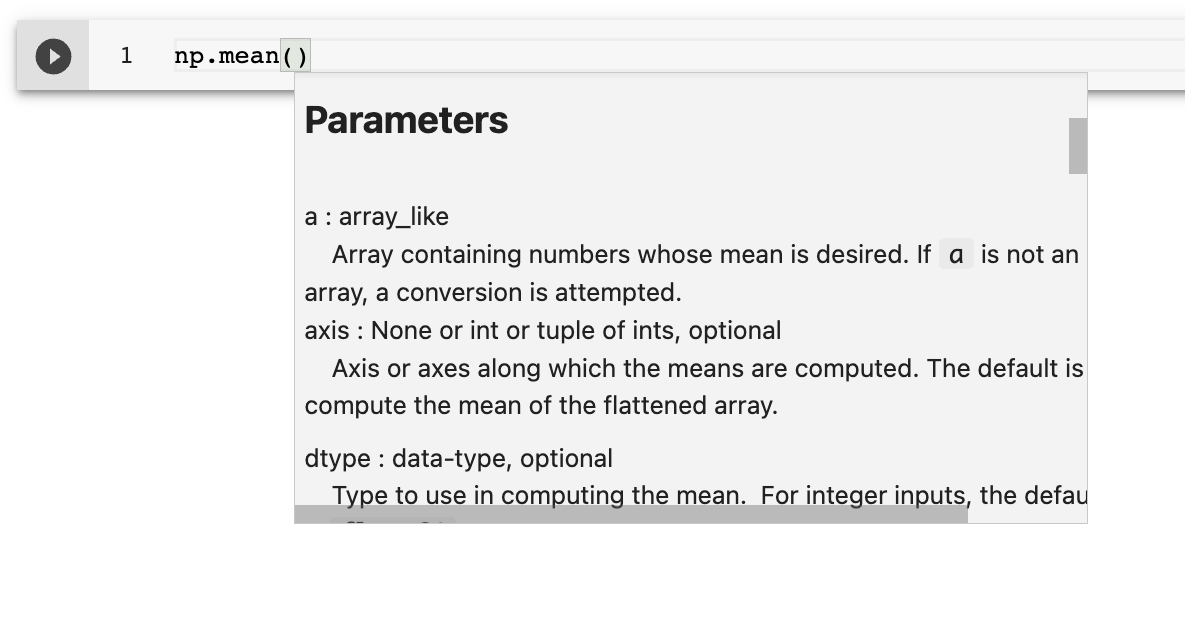 1 np.mean()
Parameters
a : array_like
Array containing numbers whose mean is desired. If a is not an
array, a conversion is attempted.
axis : None or int or tuple of ints, optional
Axis or axes along which the means are computed. The default is
compute the mean of the flattened array.
dtype : data-type, optional
Type to use in computing the mean. For integer inputs, the defau